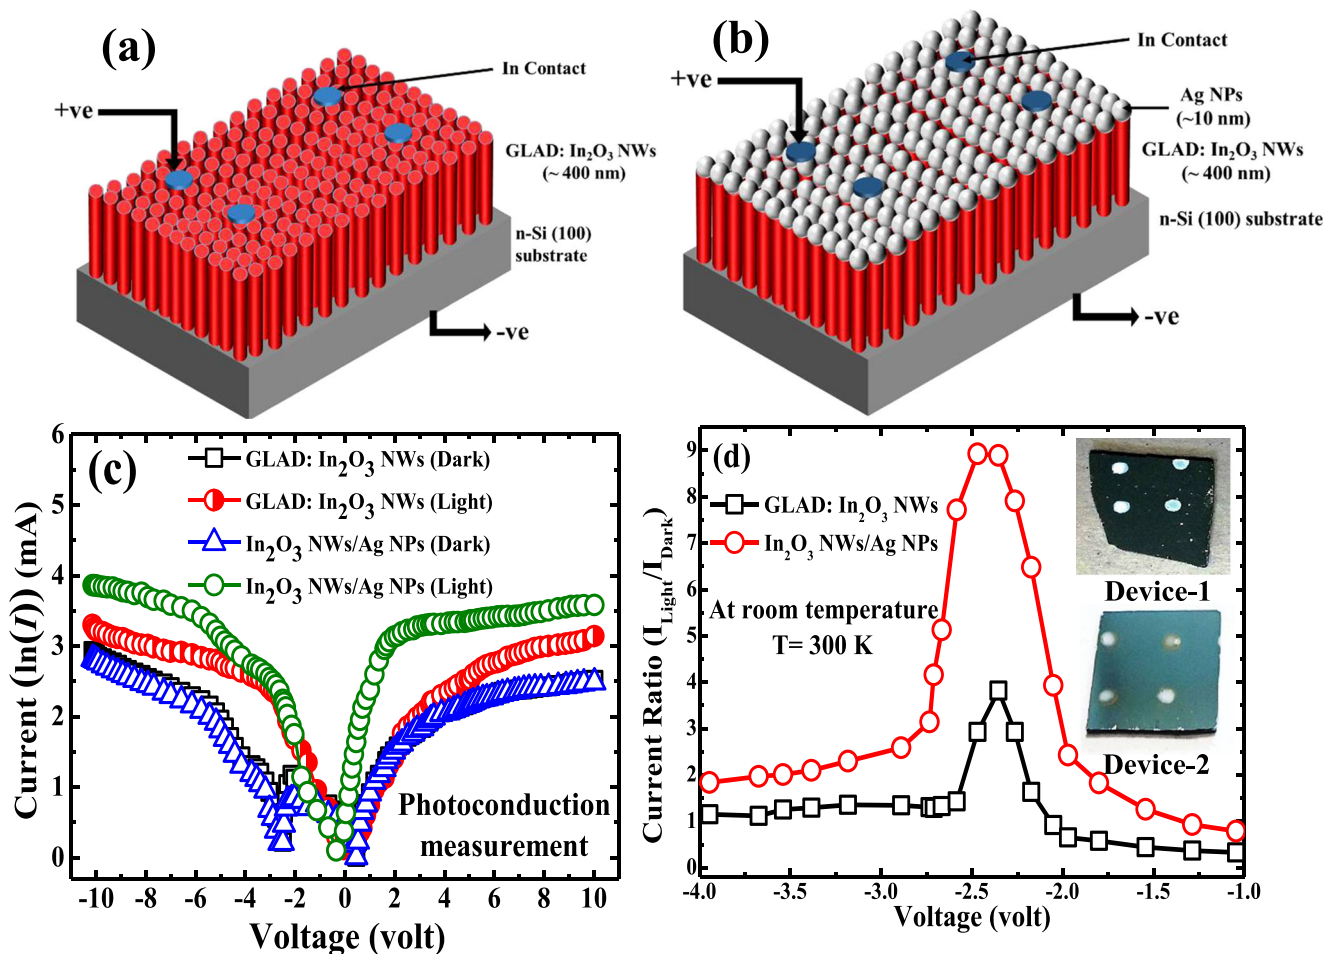 (a)
In Contact
+ve
GLAD: In2O3 NWs
(~ 400 nm)
n-Si (100)
substrate
-ve
(b)
In Contact
+ve
Ag NPs
(~10 nm)
GLAD: In2O3 NWs
(~ 400 nm)
n-Si (100) substrate
-ve
(c)
GLAD: In2O3 NWs (Dark)
GLAD: In2O3 NWs (Light)
In2O3 NWs/Ag NPs (Dark)
In2O3 NWs/Ag NPs (Light)
Photoconduction
measurement
Current (ln(I)) (mA)
6
5
4
3
2
1
0
-10 -8 -6 -4 -2 0 2 4 6 8 10
Voltage (volt)
(d)
GLAD: In2O3 NWs
In2O3 NWs/Ag NPs
At room temperature
T= 300 K
Device-1
Device-2
Current Ratio (ILight/IDark)
9
8
7
6
5
4
3
2
1
0
-4.0 -3.5 -3.0 -2.5 -2.0 -1.5 -1.0
Voltage (volt)